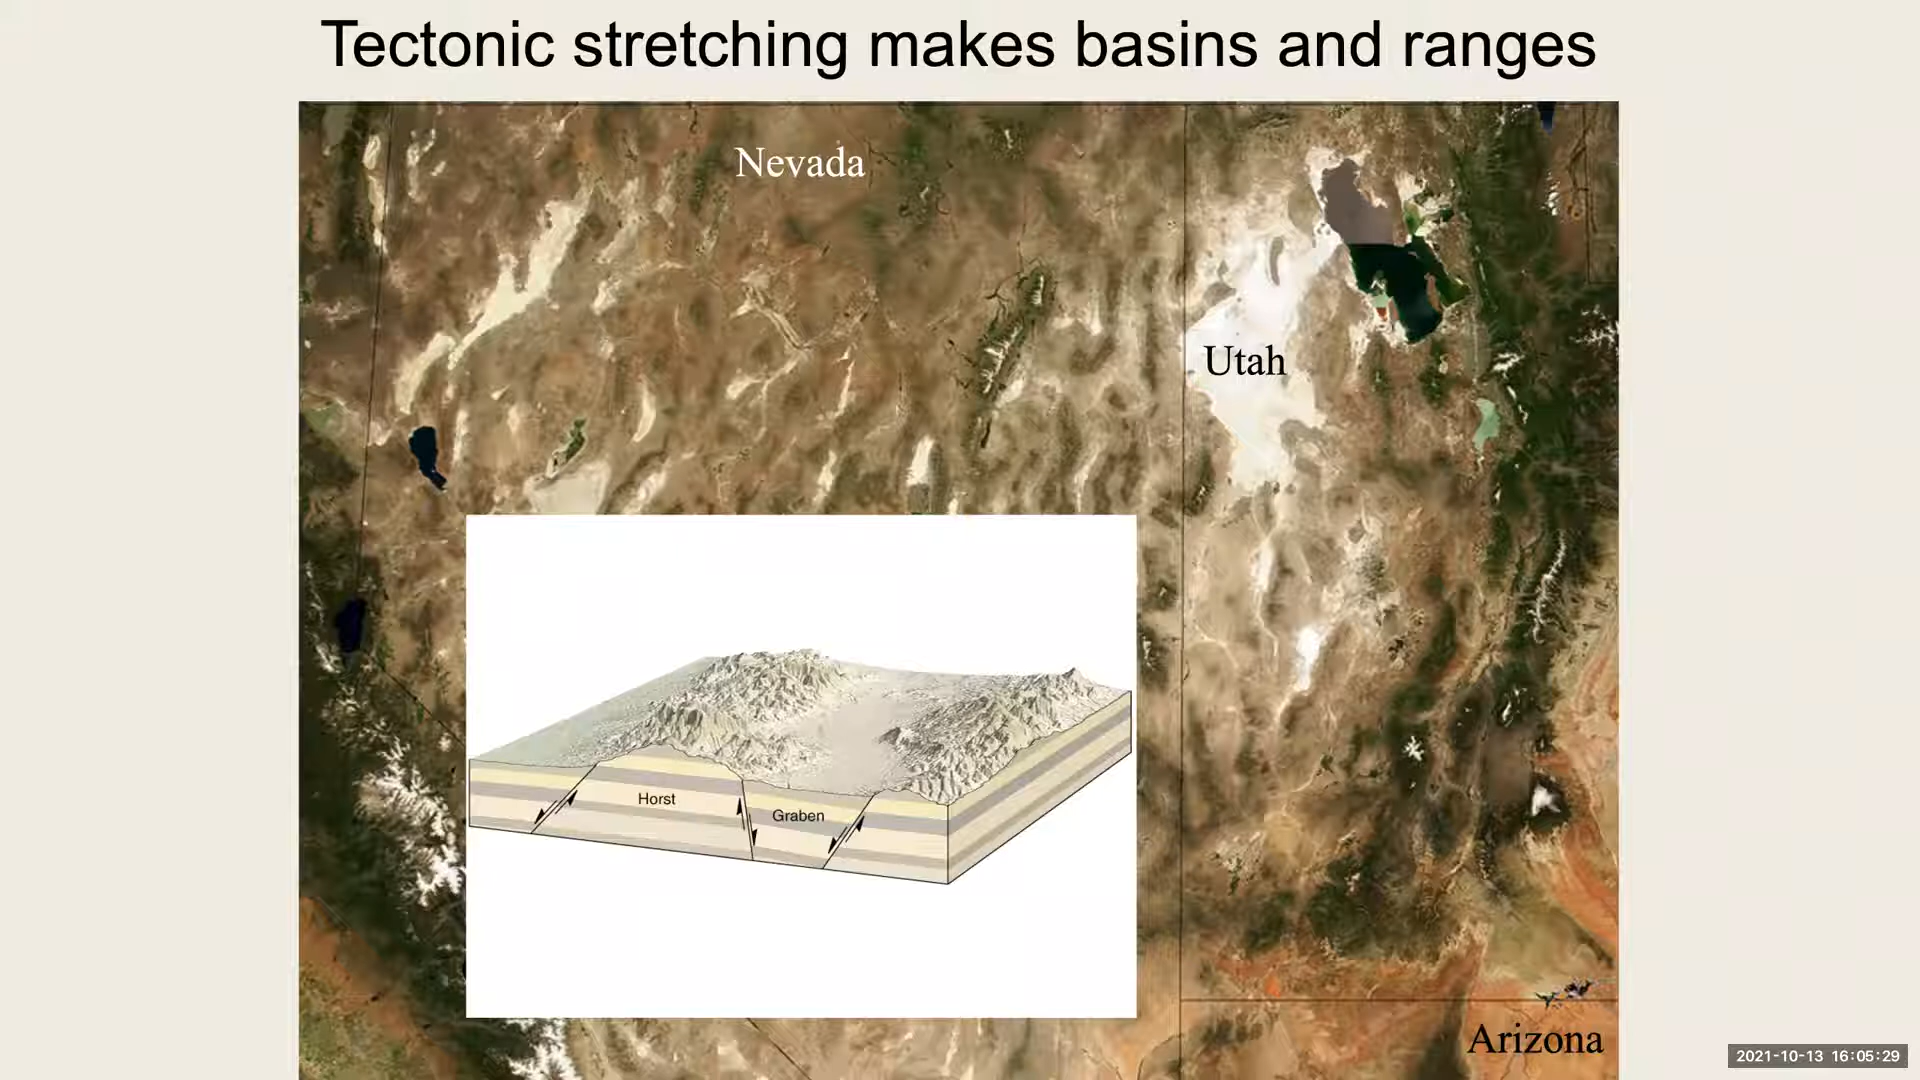 Tectonic stretching makes basins and ranges
Nevada
Utah
Horst
Graben
Arizona
2021-10-13 16:05:29